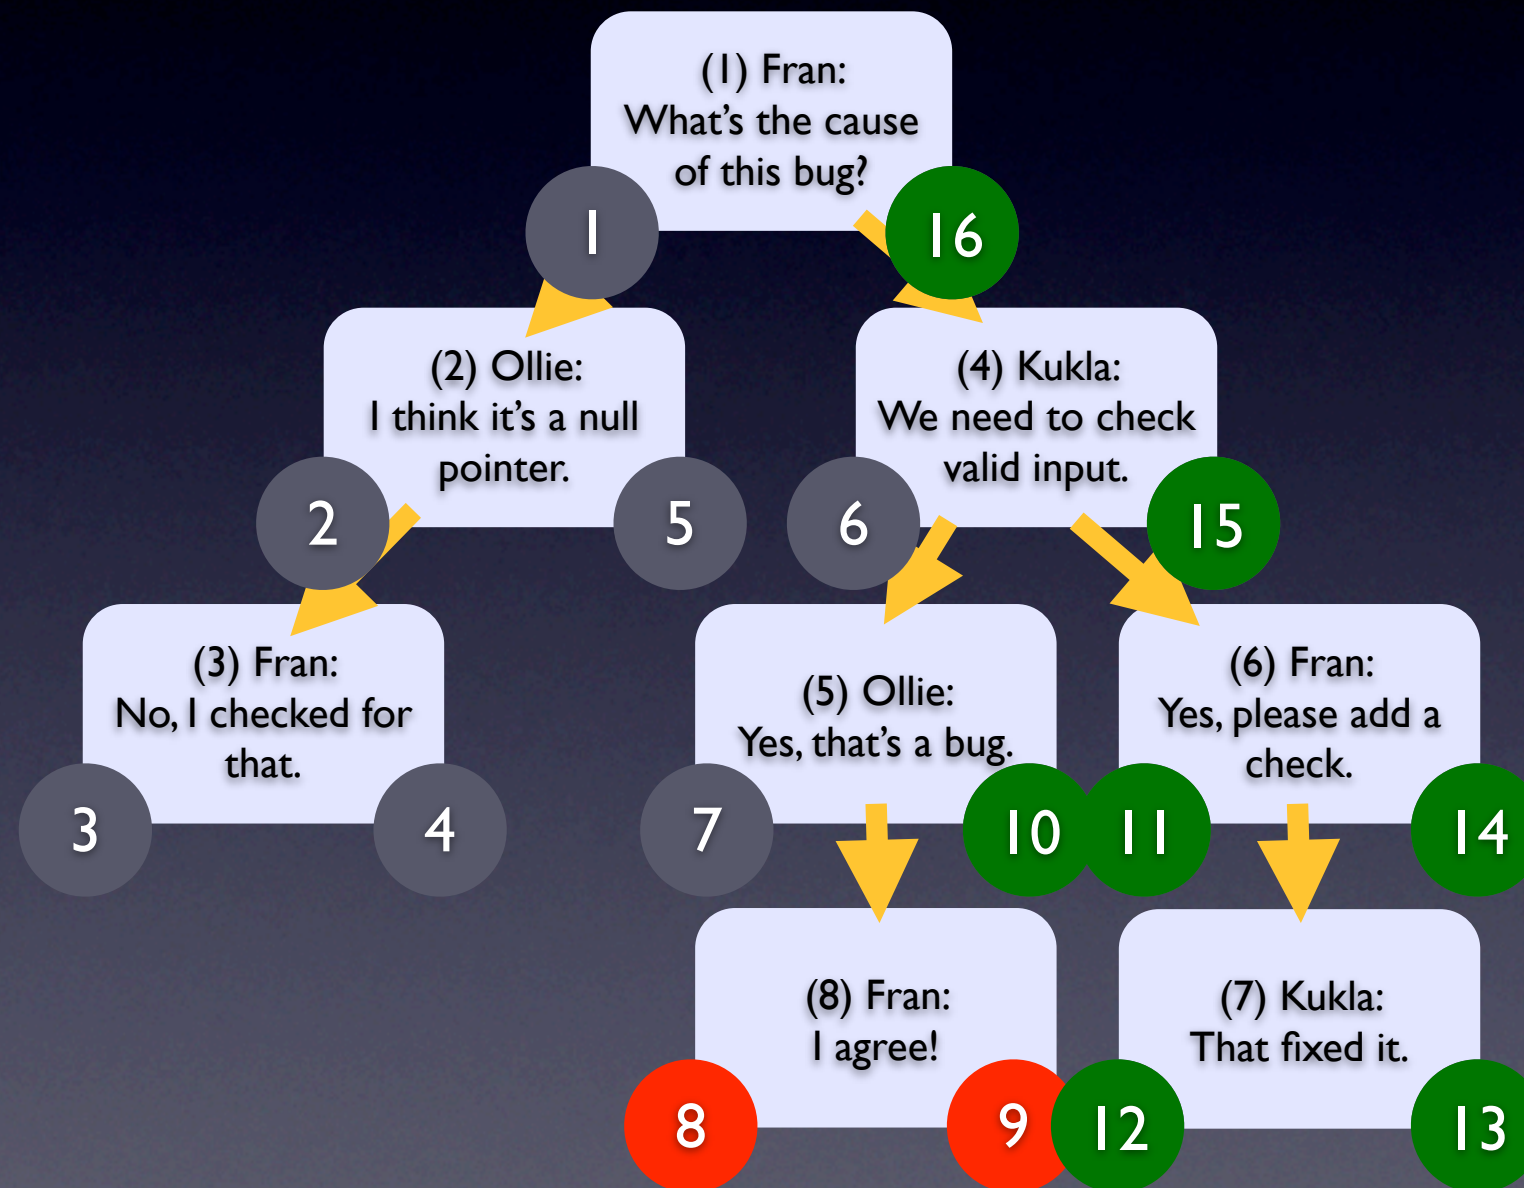 (1) Fran:
What's the cause
of this bug?
1
16
(2) Ollie:
I think it's a null
pointer.
2
5
(4) Kukla:
We need to check
valid input.
6
15
(3) Fran:
No, I checked for
that.
3
4
(5) Ollie:
Yes, that's a bug.
7
10
(6) Fran:
Yes, please add a
check.
11
14
(8) Fran:
I agree!
8
9
(7) Kukla:
That fixed it.
12
13